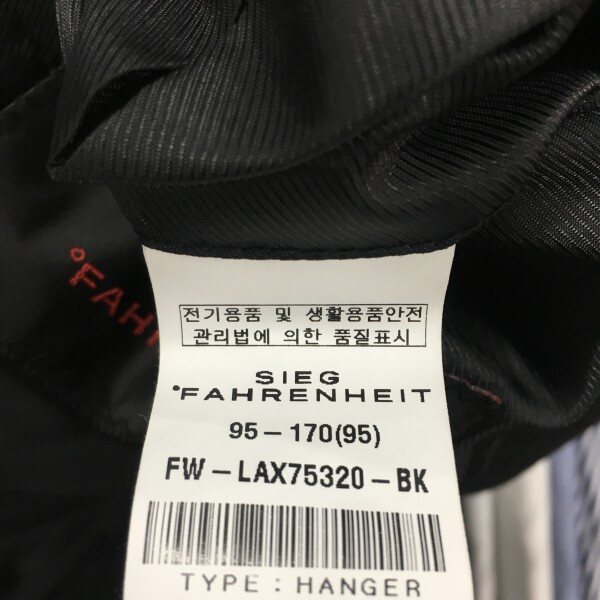 전기용품 및 생활용품안전
관리법에 의한 품질표시
SIEG
°FAHRENHEIT
95-170(95)
FW-LAX75320-BK
TYPE : HANGER
°FAH